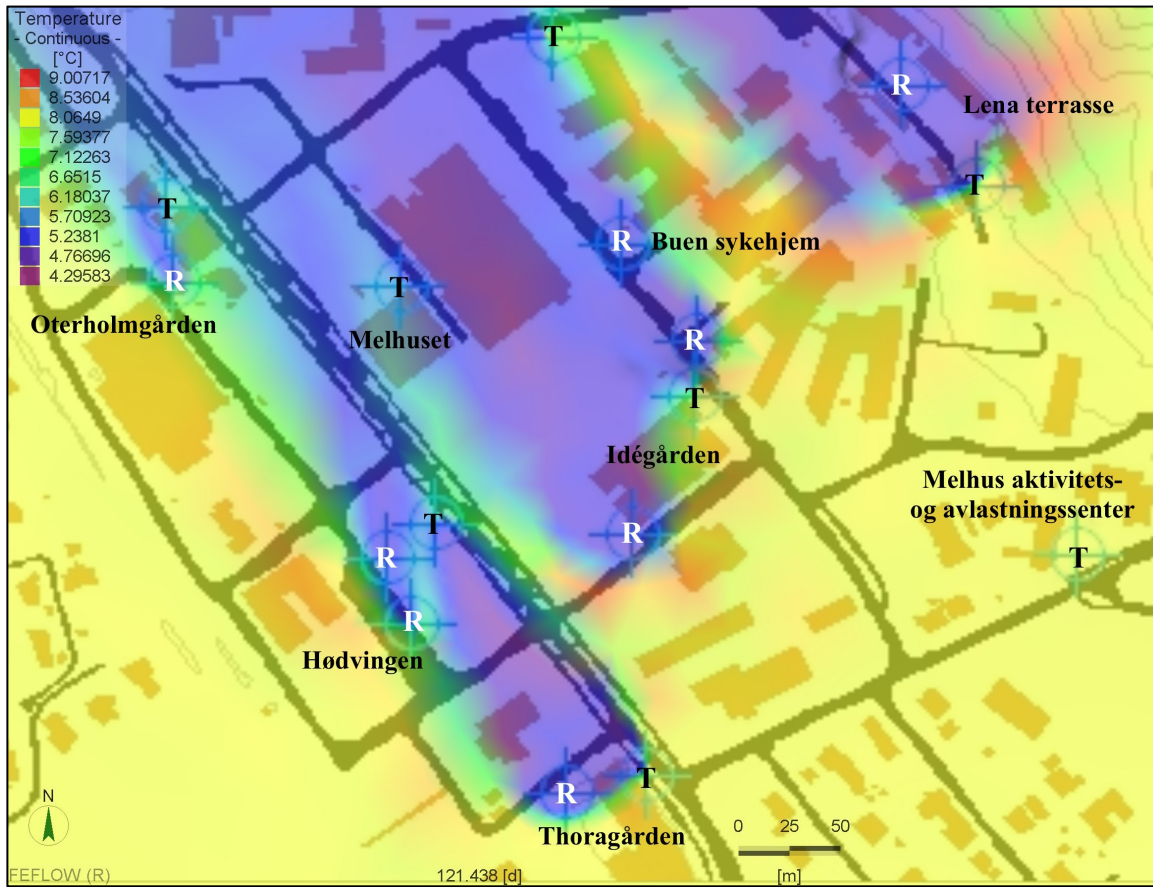 Temperature
- Continuous -
[°C]
9.00717
8.53604
8.0649
7.59377
7.12263
6.6515
6.18037
5.70923
5.2381
4.76696
4.29583
T
R
Lena terrasse
T
T
R
Buen sykehjem
R
Oterholmgården
T
Melhuset
R
T
Idégården
Melhus aktivitets-
og avlastningssenter
T
R
T
R
R
Hødvingen
T
R
Thoragården
N
0 25 50
[m]
FEFLOW (R)
121.438 [d]